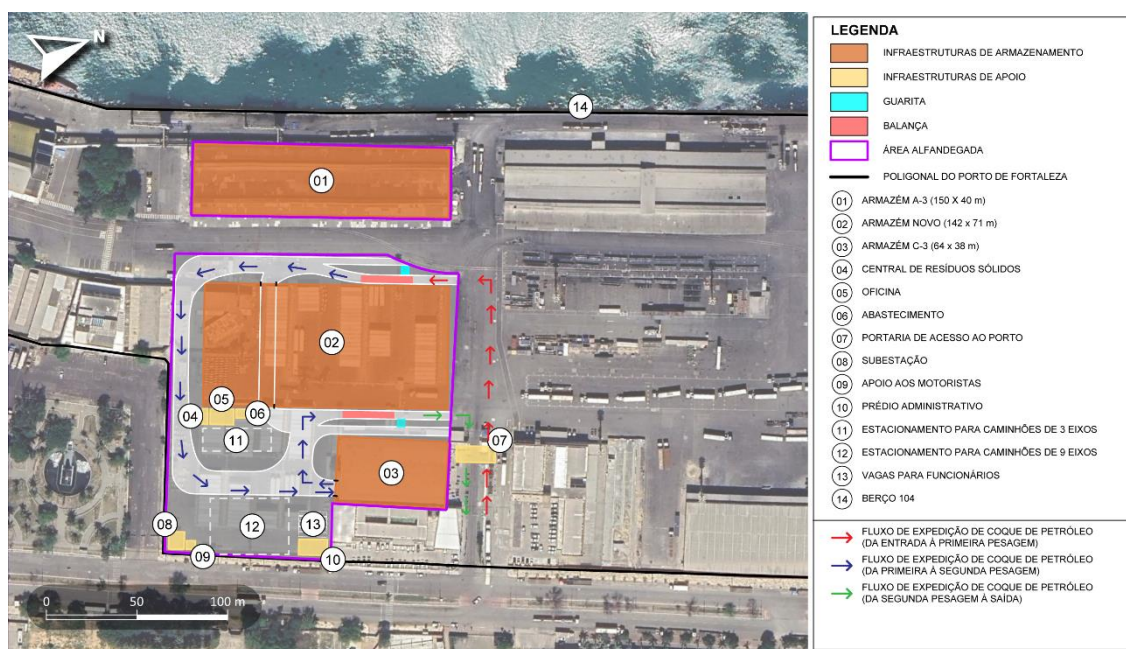 N
14
01
02
05
04
06
11
07
03
08
12
13
09
10
0 50 100 m
LEGENDA
INFRAESTRUTURAS DE ARMAZENAMENTO
INFRAESTRUTURAS DE APOIO
GUARITA
BALANÇA
ÁREA ALFANDEGADA
POLIGONAL DO PORTO DE FORTALEZA
01 ARMAZÉM A-3 (150 X 40 m)
02 ARMAZÉM NOVO (142 x 71 m)
03 ARMAZÉM C-3 (64 x 38 m)
04 CENTRAL DE RESÍDUOS SÓLIDOS
05 OFICINA
06 ABASTECIMENTO
07 PORTARIA DE ACESSO AO PORTO
08 SUBESTAÇÃO
09 APOIO AOS MOTORISTAS
10 PRÉDIO ADMINISTRATIVO
11 ESTACIONAMENTO PARA CAMINHÕES DE 3 EIXOS
12 ESTACIONAMENTO PARA CAMINHÕES DE 9 EIXOS
13 VAGAS PARA FUNCIONÁRIOS
14 BERÇO 104
FLUXO DE EXPEDIÇÃO DE COQUE DE PETRÓLEO
(DA ENTRADA À PRIMEIRA PESAGEM)
FLUXO DE EXPEDIÇÃO DE COQUE DE PETRÓLEO
(DA PRIMEIRA À SEGUNDA PESAGEM)
FLUXO DE EXPEDIÇÃO DE COQUE DE PETRÓLEO
(DA SEGUNDA PESAGEM À SAÍDA)